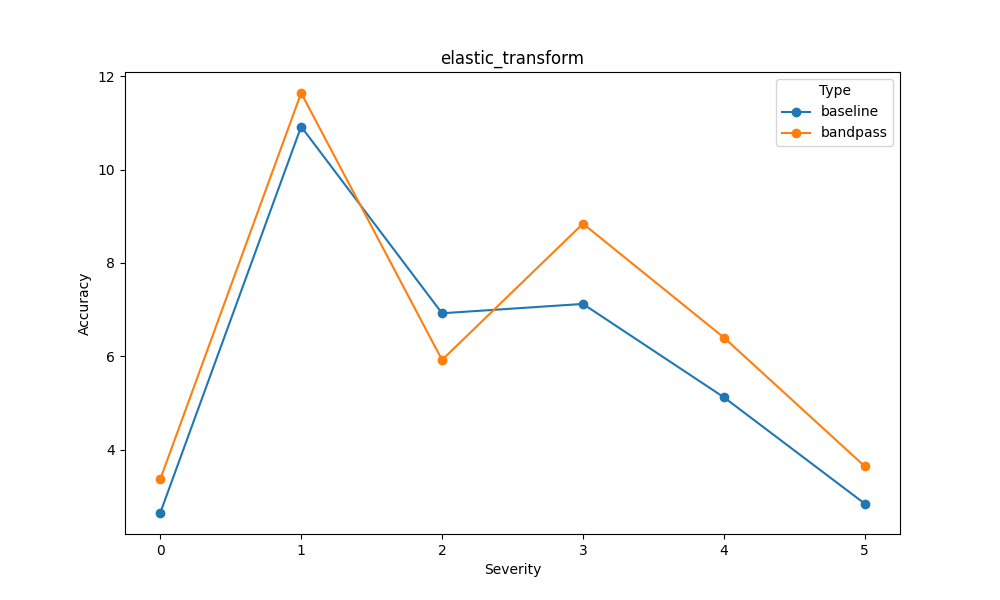 elastic_transform
Type
baseline
bandpass
12
10
8
6
4
Accuracy
0 1 2 3 4 5
Severity